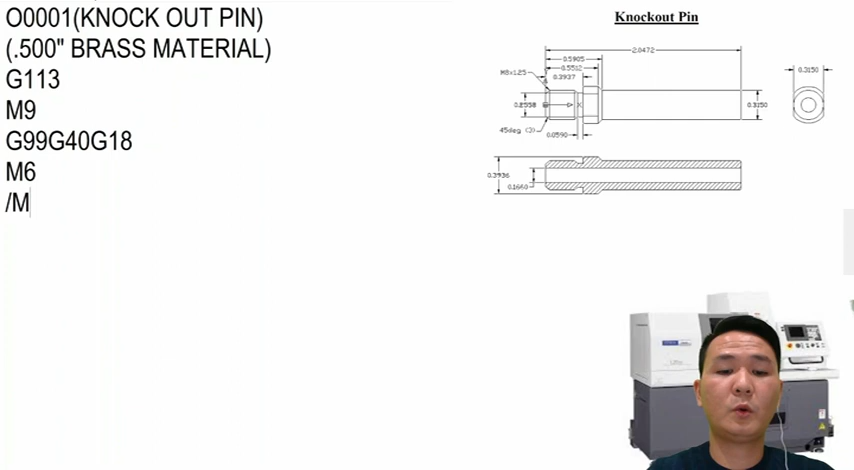 O0001(KNOCK OUT PIN)
(.500" BRASS MATERIAL)
G113
M9
G99G40G18
M6
/M
Knockout Pin
2.0472
0.5905
0.5512
0.3937
M8x1.25
0.2558
X
45deg (2)
0.0590
0.3150
0.3150
0.3936
0.1660